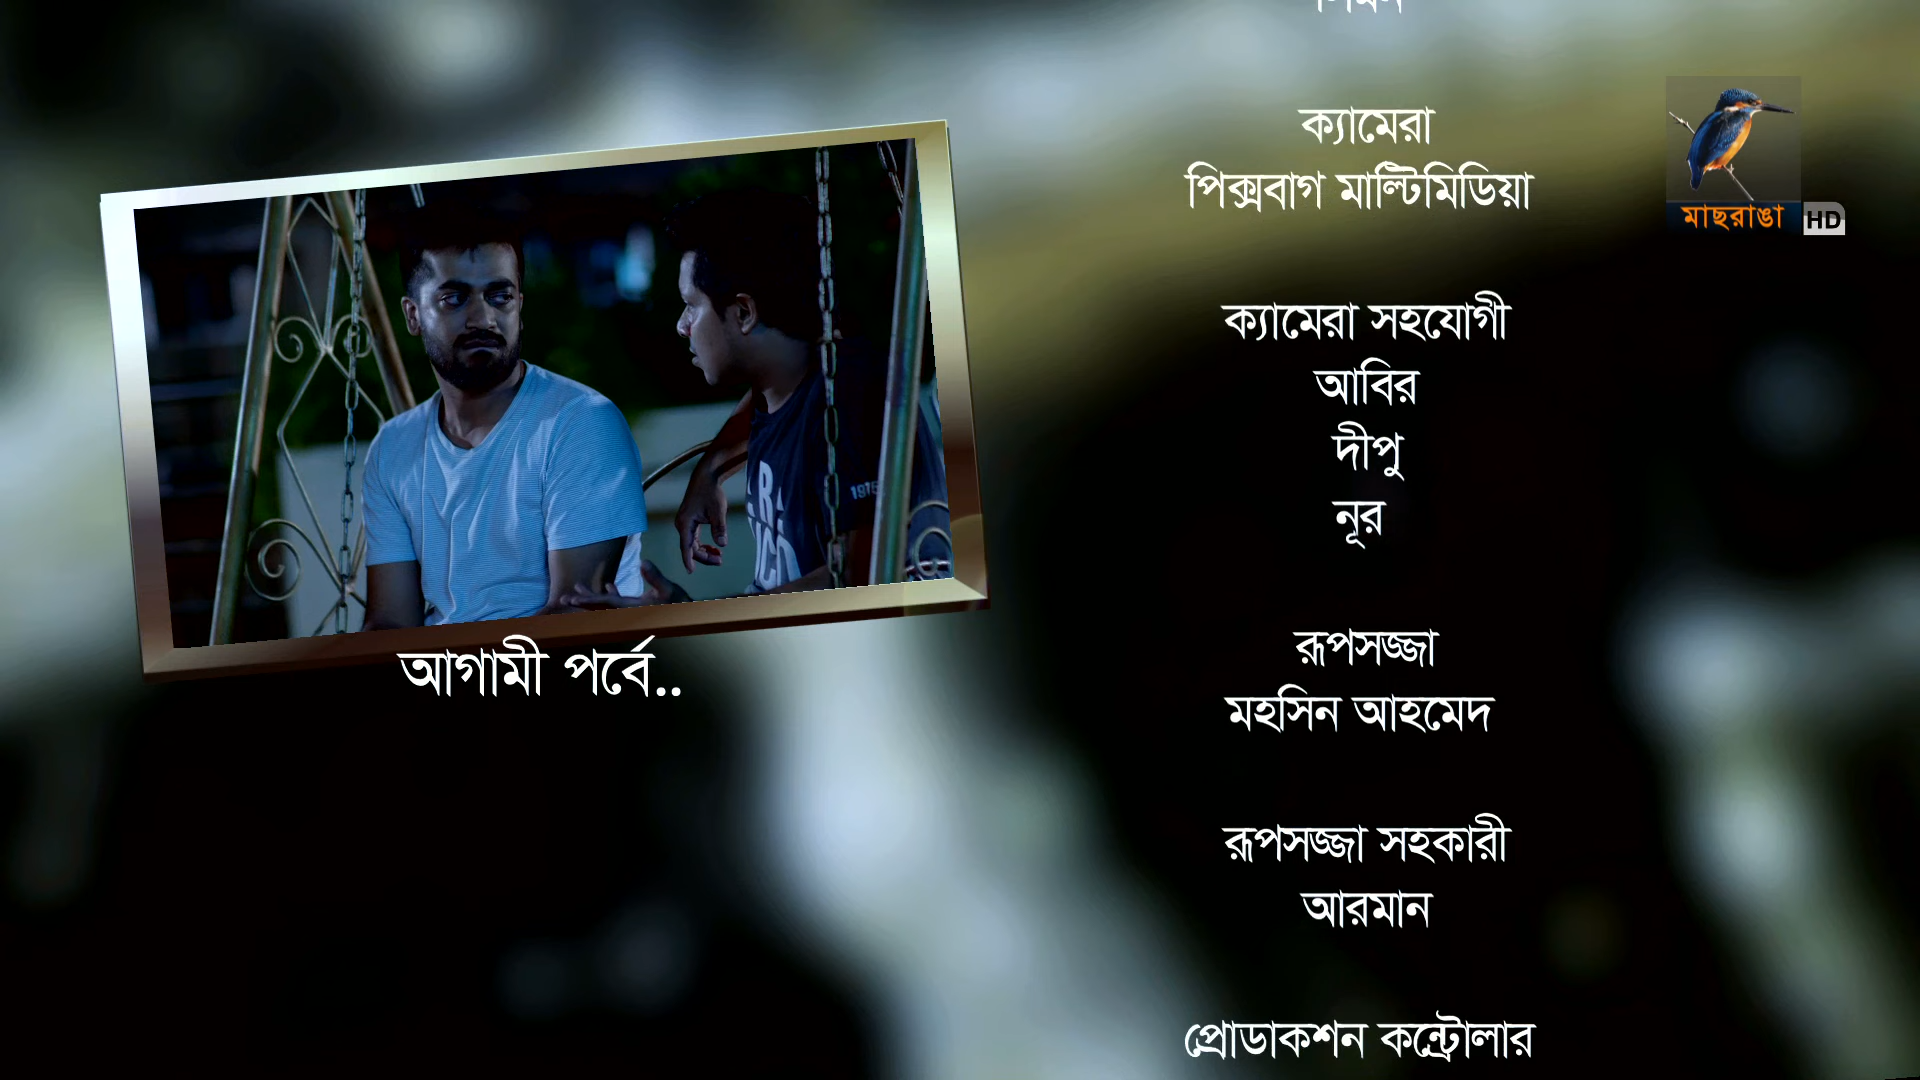 ক্যামেরা
পিক্সবাগ মাল্টিমিডিয়া
ক্যামেরা সহযোগী
আবির
দীপু
নূর
রূপসজ্জা
মহসিন আহমেদ
রূপসজ্জা সহকারী
আরমান
প্রোডাকশন কন্ট্রোলার
আগামী পর্বে..
মাছরাঙা
HD